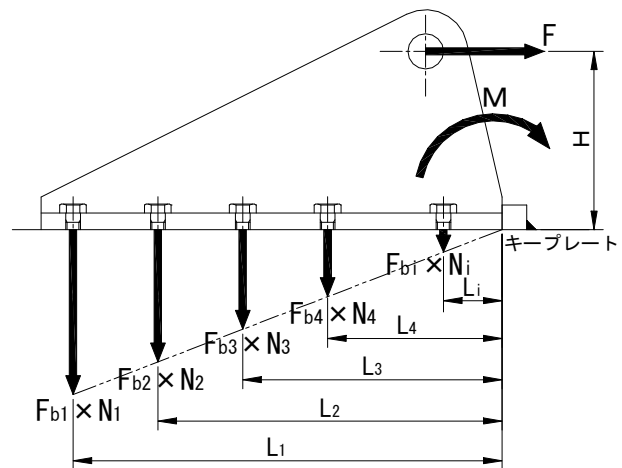 F
M
H
キープレート
Fbi×Ni
Li
Fb4×N4
L4
Fb3×N3
L3
Fb2×N2
L2
Fb1×N1
L1